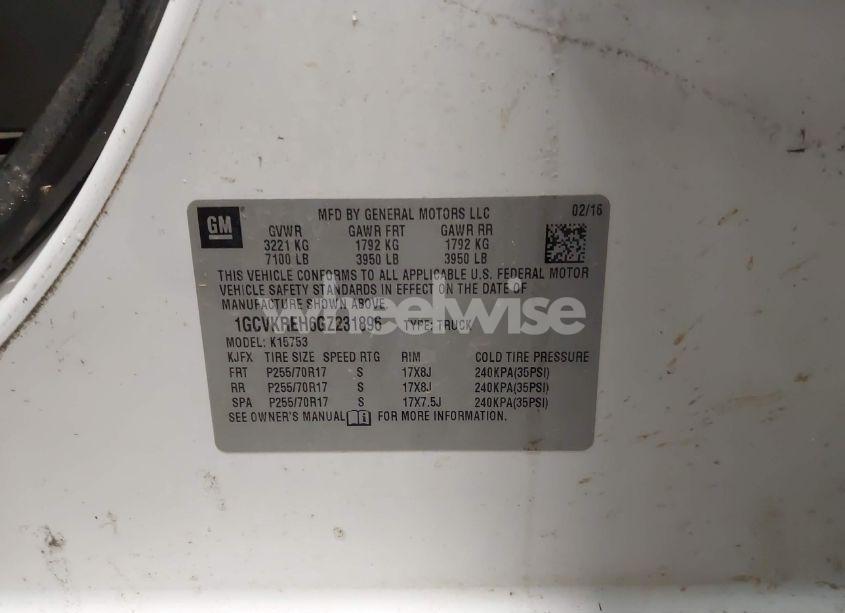 GM
MFD BY GENERAL MOTORS LLC 02/16
GVWR GAWR FRT GAWR RR
3221 KG 1792 KG 1792 KG
7100 LB 3950 LB 3950 LB
THIS VEHICLE CONFORMS TO ALL APPLICABLE U.S. FEDERAL MOTOR
VEHICLE SAFETY STANDARDS IN EFFECT ON THE DATE OF
MANUFACTURE SHOWN ABOVE.
wheelwise
1GCVKREH6GZ231896 TYPE: TRUCK
MODEL: K15753
KJFX TIRE SIZE SPEED RTG RIM COLD TIRE PRESSURE
FRT P255/70R17 S 17X8J 240KPA(35PSI)
RR P255/70R17 S 17X8J 240KPA(35PSI)
SPA P255/70R17 S 17X7.5J 240KPA(35PSI)
SEE OWNER'S MANUAL i FOR MORE INFORMATION.